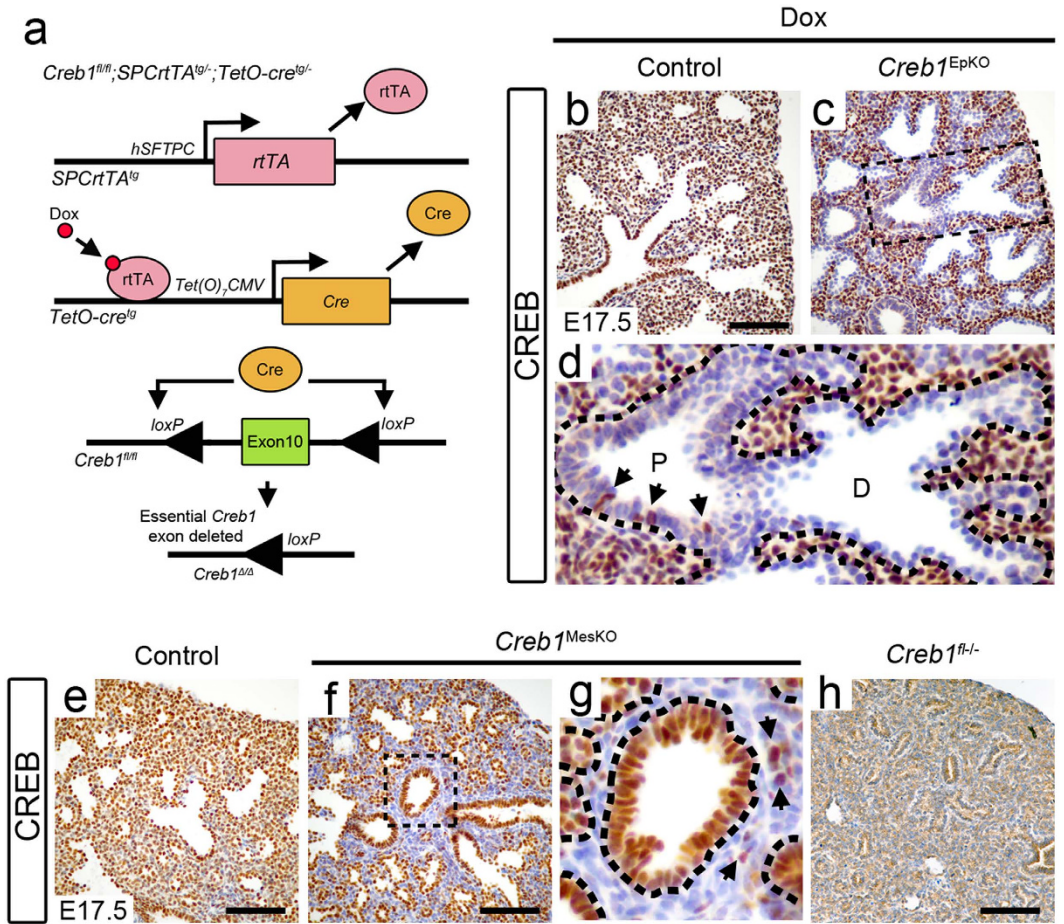 a
Creb1fl/fl;SPCrtTAtg/-;TetO-cretg/-
rtTA
hSFTPC
rtTA
SPCrtTAtg
Dox
Cre
rtTA
Tet(O)7CMV
Cre
TetO-cretg
Cre
loxP
loxP
Exon10
Creb1fl/fl
Essential Creb1
exon deleted
loxP
Creb1Δ/Δ
Dox
Control
Creb1EpKO
CREB
b
c
E17.5
d
P
D
Creb1MesKO
Control
Creb1fl-/-
CREB
e
f
g
h
E17.5